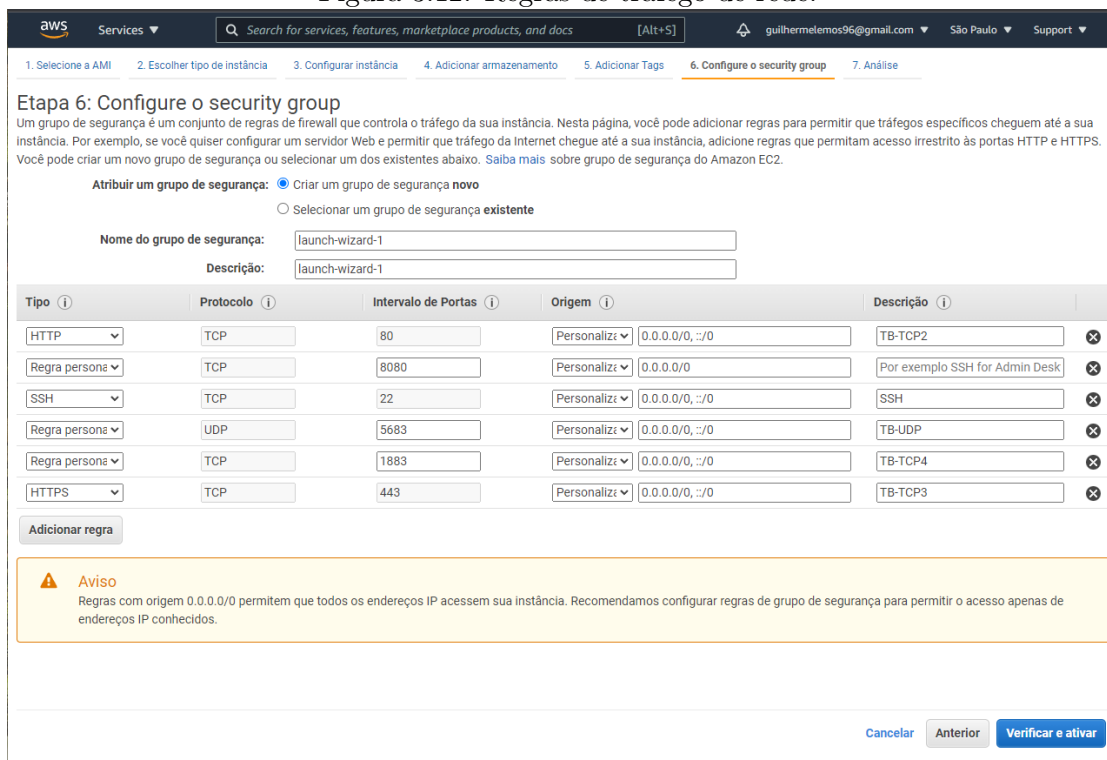 aws Services ▼ Search for services, features, marketplace products, and docs [Alt+S] guilhermelemos96@gmail.com ▼ São Paulo ▼ Support ▼
1. Selecione a AMI 2. Escolher tipo de instância 3. Configurar instância 4. Adicionar armazenamento 5. Adicionar Tags 6. Configure o security group 7. Análise
Etapa 6: Configure o security group
Um grupo de segurança é um conjunto de regras de firewall que controla o tráfego da sua instância. Nesta página, você pode adicionar regras para permitir que tráfegos específicos cheguem até a sua
instância. Por exemplo, se você quiser configurar um servidor Web e permitir que tráfego da Internet chegue até a sua instância, adicione regras que permitam acesso irrestrito às portas HTTP e HTTPS.
Você pode criar um novo grupo de segurança ou selecionar um dos existentes abaixo. Saiba mais sobre grupo de segurança do Amazon EC2.
Atribuir um grupo de segurança: Criar um grupo de segurança novo
Selecionar um grupo de segurança existente
Nome do grupo de segurança: launch-wizard-1
Descrição: launch-wizard-1
Tipo Protocolo Intervalo de Portas Origem Descrição
HTTP TCP 80 Personaliza 0.0.0.0/0, ::/0 TB-TCP2
Regra persona TCP 8080 Personaliza 0.0.0.0/0 Por exemplo SSH for Admin Desk
SSH TCP 22 Personaliza 0.0.0.0/0, ::/0 SSH
Regra persona UDP 5683 Personaliza 0.0.0.0/0, ::/0 TB-UDP
Regra persona TCP 1883 Personaliza 0.0.0.0/0, ::/0 TB-TCP4
HTTPS TCP 443 Personaliza 0.0.0.0/0, ::/0 TB-TCP3
Adicionar regra
Aviso
Regras com origem 0.0.0.0/0 permitem que todos os endereços IP acessem sua instância. Recomendamos configurar regras de grupo de segurança para permitir o acesso apenas de
endereços IP conhecidos.
Cancelar Anterior Verificar e ativar